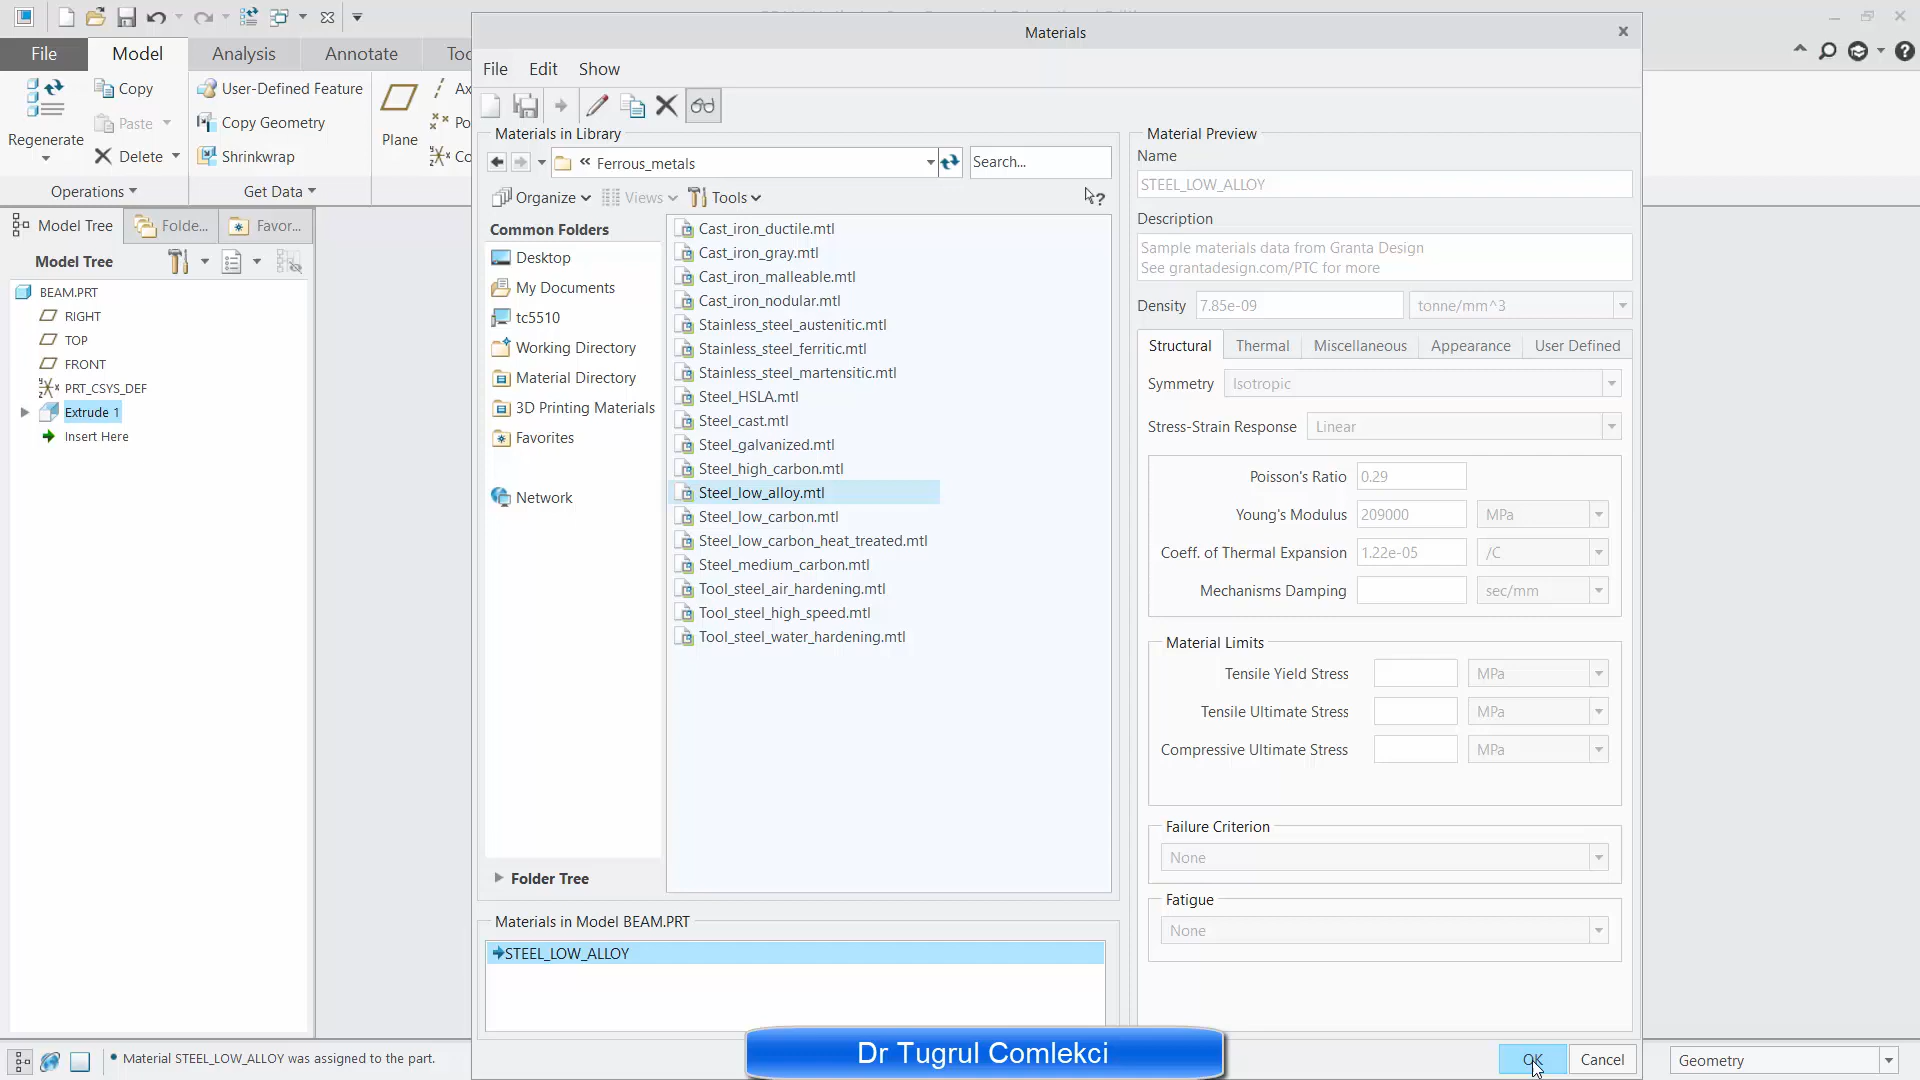 Materials
File
Model
Analysis
Annotate
File
Edit
Show
Copy
Paste
Delete
Regenerate
User-Defined Feature
Copy Geometry
Shrinkwrap
Plane
Operations
Get Data
Model Tree
Folde...
Favor...
Model Tree
BEAM.PRT
RIGHT
TOP
FRONT
PRT_CSYS_DEF
Extrude 1
Insert Here
Materials in Library
« Ferrous_metals
Search...
Organize
Views
Tools
Common Folders
Desktop
My Documents
tc5510
Working Directory
Material Directory
3D Printing Materials
Favorites
Network
Folder Tree
Cast_iron_ductile.mtl
Cast_iron_gray.mtl
Cast_iron_malleable.mtl
Cast_iron_nodular.mtl
Stainless_steel_austenitic.mtl
Stainless_steel_ferritic.mtl
Stainless_steel_martensitic.mtl
Steel_HSLA.mtl
Steel_cast.mtl
Steel_galvanized.mtl
Steel_high_carbon.mtl
Steel_low_alloy.mtl
Steel_low_carbon.mtl
Steel_low_carbon_heat_treated.mtl
Steel_medium_carbon.mtl
Tool_steel_air_hardening.mtl
Tool_steel_high_speed.mtl
Tool_steel_water_hardening.mtl
Materials in Model BEAM.PRT
STEEL_LOW_ALLOY
Material Preview
Name
STEEL_LOW_ALLOY
Description
Sample materials data from Granta Design
See grantadesign.com/PTC for more
Density 7.85e-09 tonne/mm^3
Structural Thermal Miscellaneous Appearance User Defined
Symmetry Isotropic
Stress-Strain Response Linear
Poisson's Ratio 0.29
Young's Modulus 209000 MPa
Coeff. of Thermal Expansion 1.22e-05 /C
Mechanisms Damping sec/mm
Material Limits
Tensile Yield Stress MPa
Tensile Ultimate Stress MPa
Compressive Ultimate Stress MPa
Failure Criterion
None
Fatigue
None
• Material STEEL_LOW_ALLOY was assigned to the part.
Dr Tugrul Comlekci
OK
Cancel
Geometry